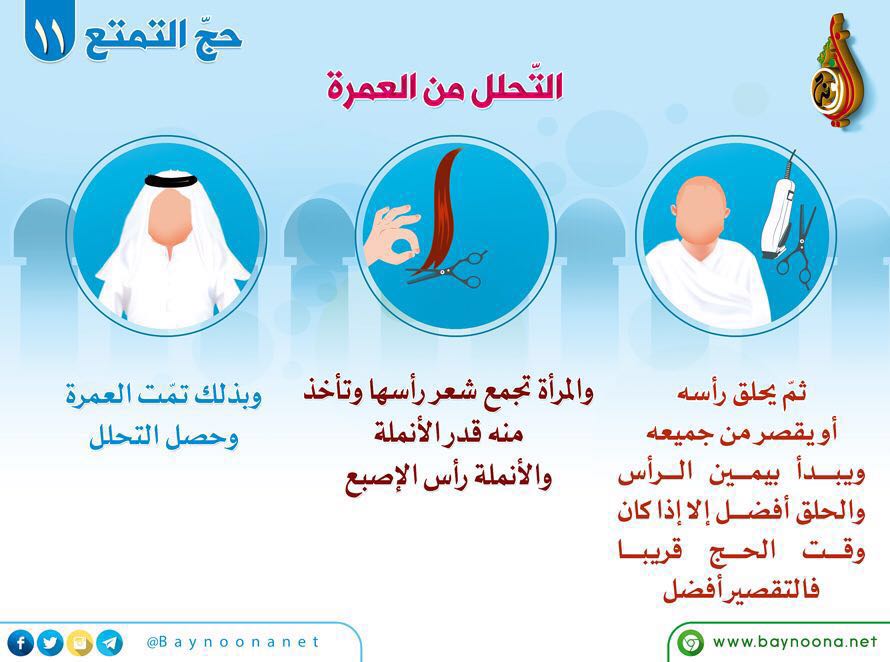 حجّ التمتع ١١
التّحلل من العمرة
ثمّ يحلق رأسه
أو يقصر من جميعه
ويبدأ بيمين الرأس
والحلق أفضل إلا إذا كان
وقت الحج قريبا
فالتقصير أفضل
والمرأة تجمع شعر رأسها وتأخذ
منه قدر الأنملة
والأنملة رأس الإصبع
وبذلك تمّت العمرة
وحصل التحلل
@Baynoonanet
www.baynoona.net